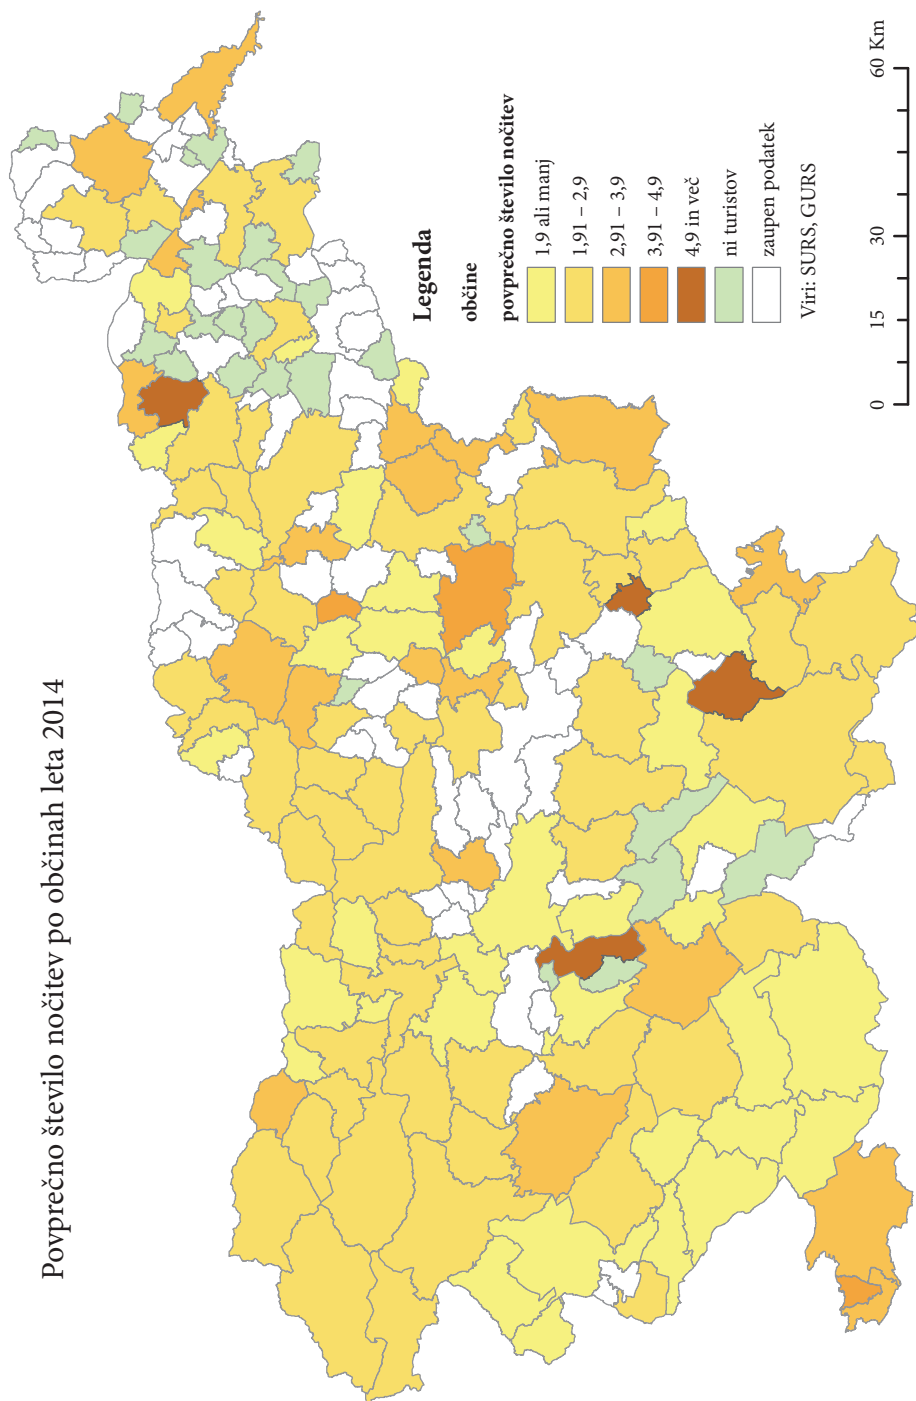 Povprečno število nočitev po občinah leta 2014
Legenda
občine
povprečno število nočitev
1,9 ali manj
1,91 – 2,9
2,91 – 3,9
3,91 – 4,9
4,9 in več
ni turistov
zaupen podatek
Viri: SURS, GURS
0 15 30 60 Km